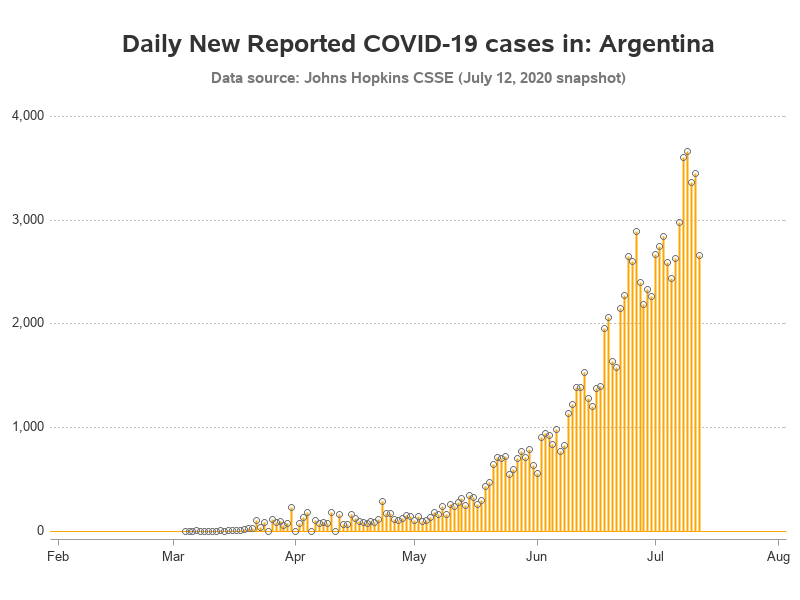 Daily New Reported COVID-19 cases in: Argentina
Data source: Johns Hopkins CSSE (July 12, 2020 snapshot)
4,000
3,000
2,000
1,000
0
Feb Mar Apr May Jun Jul Aug